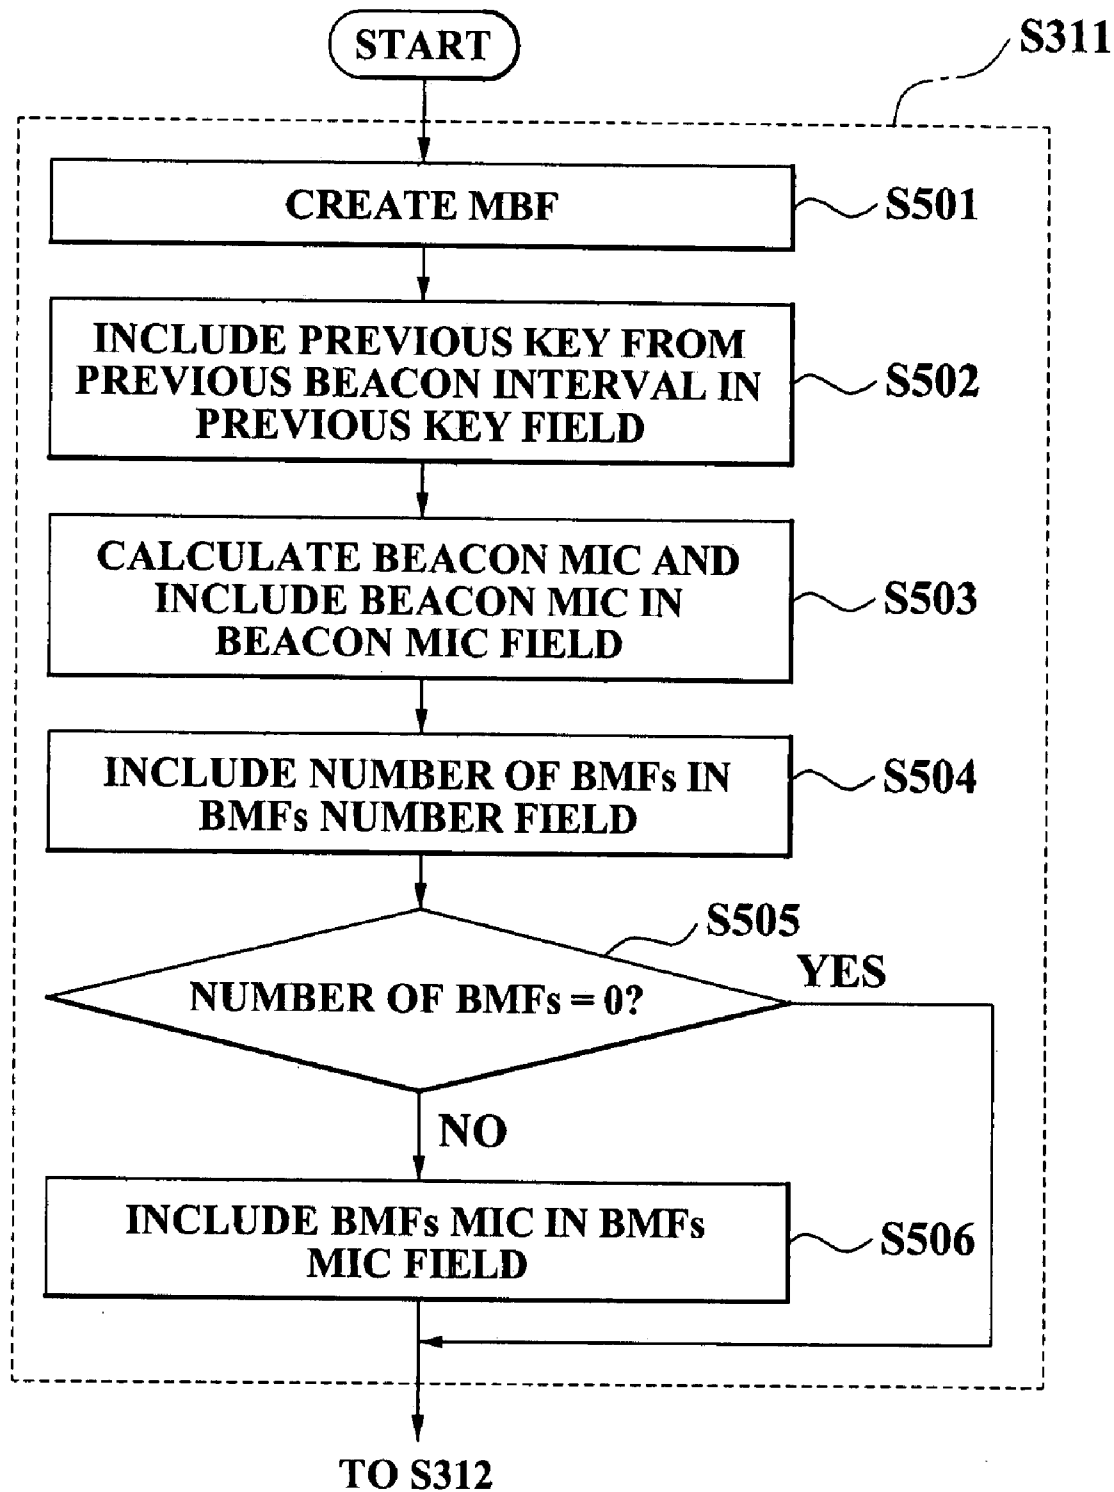 START
S311
CREATE MBF
S501
INCLUDE PREVIOUS KEY FROM
PREVIOUS BEACON INTERVAL IN
PREVIOUS KEY FIELD
S502
CALCULATE BEACON MIC AND
INCLUDE BEACON MIC IN
BEACON MIC FIELD
S503
INCLUDE NUMBER OF BMFs IN
BMFs NUMBER FIELD
S504
S505
NUMBER OF BMFs = 0?
YES
NO
INCLUDE BMFs MIC IN BMFs
MIC FIELD
S506
TO S312